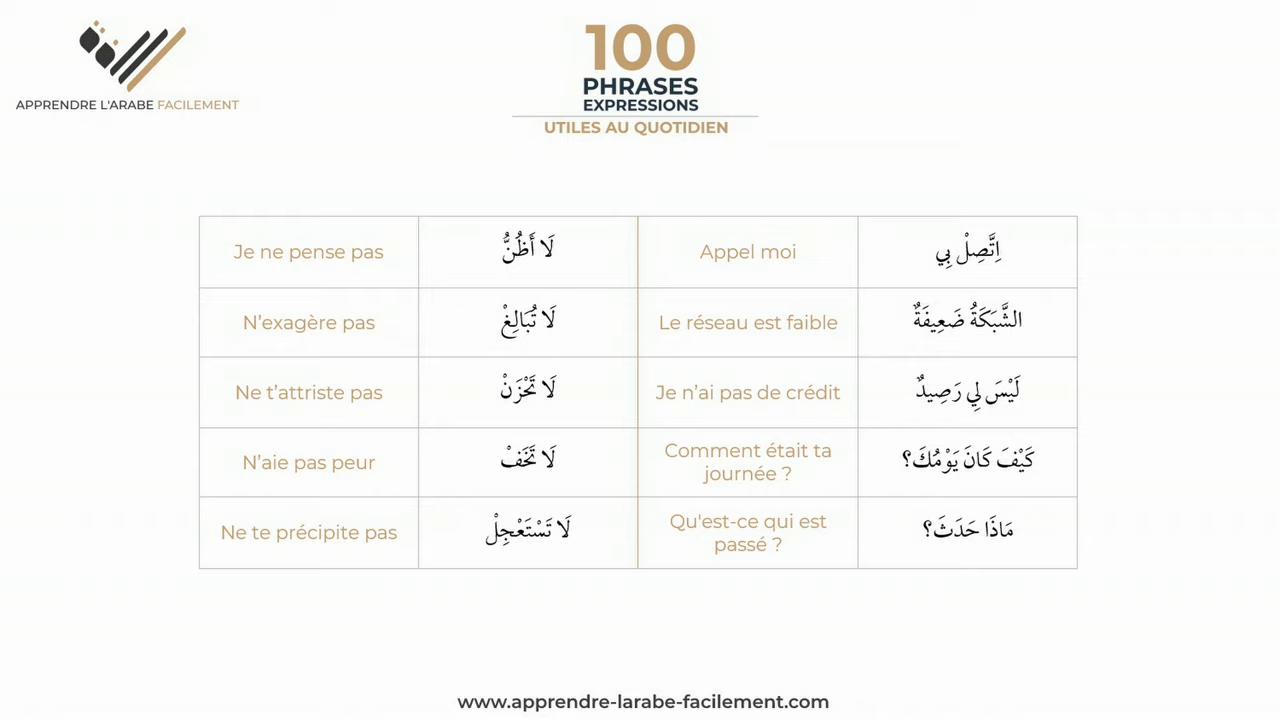 APPRENDRE L'ARABE FACILEMENT
100
PHRASES
EXPRESSIONS
UTILES AU QUOTIDIEN
Je ne pense pas
لَا أَظُنُّ
Appel moi
اِتَّصِلْ بِي
N'exagère pas
لَا تُبَالِغْ
Le réseau est faible
الشَّبَكَةُ ضَعِيفَةٌ
Ne t’attriste pas
لَا تَحْزَنْ
Je n’ai pas de crédit
لَيْسَ لِي رَصِيدٌ
N’aie pas peur
لَا تَخَفْ
Comment était ta
journée ?
كَيْفَ كَانَ يَوْمُكَ؟
Ne te précipite pas
لَا تَسْتَعْجِلْ
Qu'est-ce qui est
passé ?
مَاذَا حَدَثَ؟
www.apprendre-larabe-facilement.com